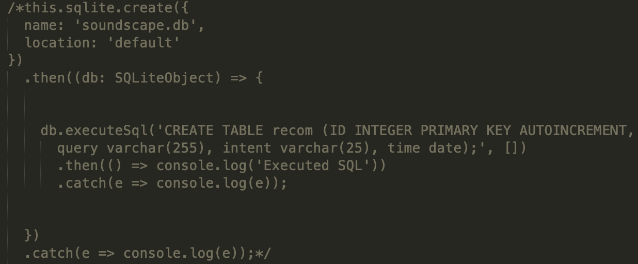 /*this.sqlite.create({
name: 'soundscape.db',
location: 'default'
})
.then((db: SQLiteObject) => {
db.executeSql('CREATE TABLE recom (ID INTEGER PRIMARY KEY AUTOINCREMENT,
query varchar(255), intent varchar(25), time date);', [])
.then(() => console.log('Executed SQL'))
.catch(e => console.log(e));
})
.catch(e => console.log(e));*/